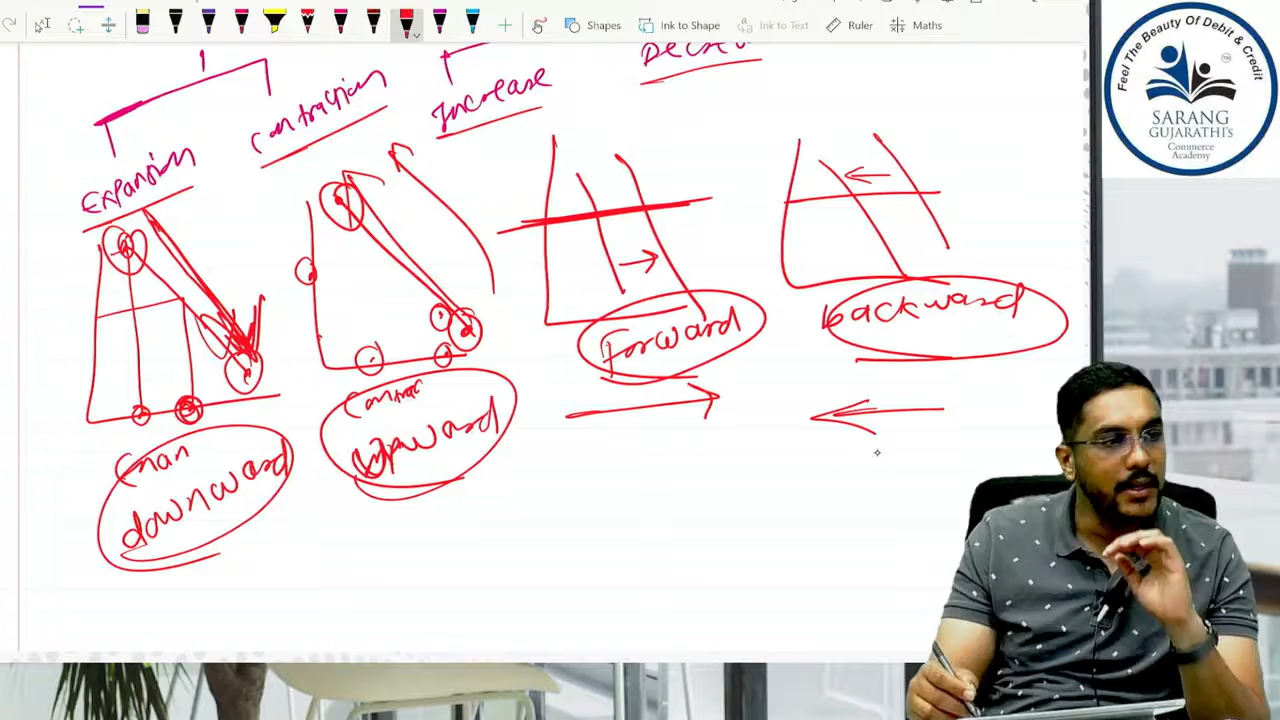 Shapes
Ink to Shape
Ink to Text
Ruler
Maths
Feel The Beauty Of Debit & Credit
TM
SARANG
GUJARATHI'S
Commerce
Academy
Expansion
Contraction
Increase
downward
upward
Forward
backward